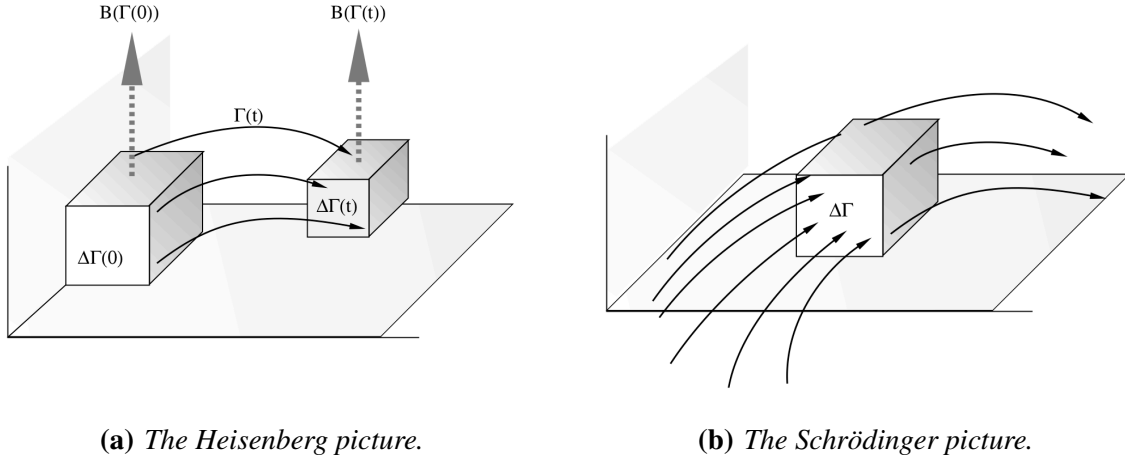 B(Γ(0))
B(Γ(t))
Γ(t)
ΔΓ(t)
ΔΓ(0)
ΔΓ
(a) The Heisenberg picture.
(b) The Schrödinger picture.